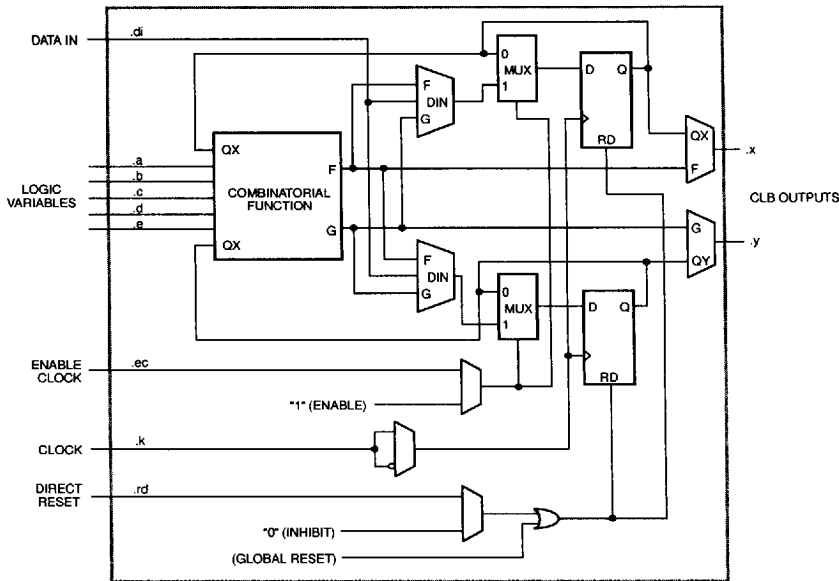 DATA IN
.di
0
MUX
1
D
Q
RD
F
DIN
G
QX
F
.x
QX
F
COMBINATORIAL
FUNCTION
G
QX
LOGIC
VARIABLES
.a
.b
.c
.d
.e
CLB OUTPUTS
G
QY
.y
F
DIN
G
0
MUX
1
D
Q
RD
ENABLE
CLOCK
.ec
"1" (ENABLE)
CLOCK
.k
DIRECT
RESET
.rd
"0" (INHIBIT)
(GLOBAL RESET)